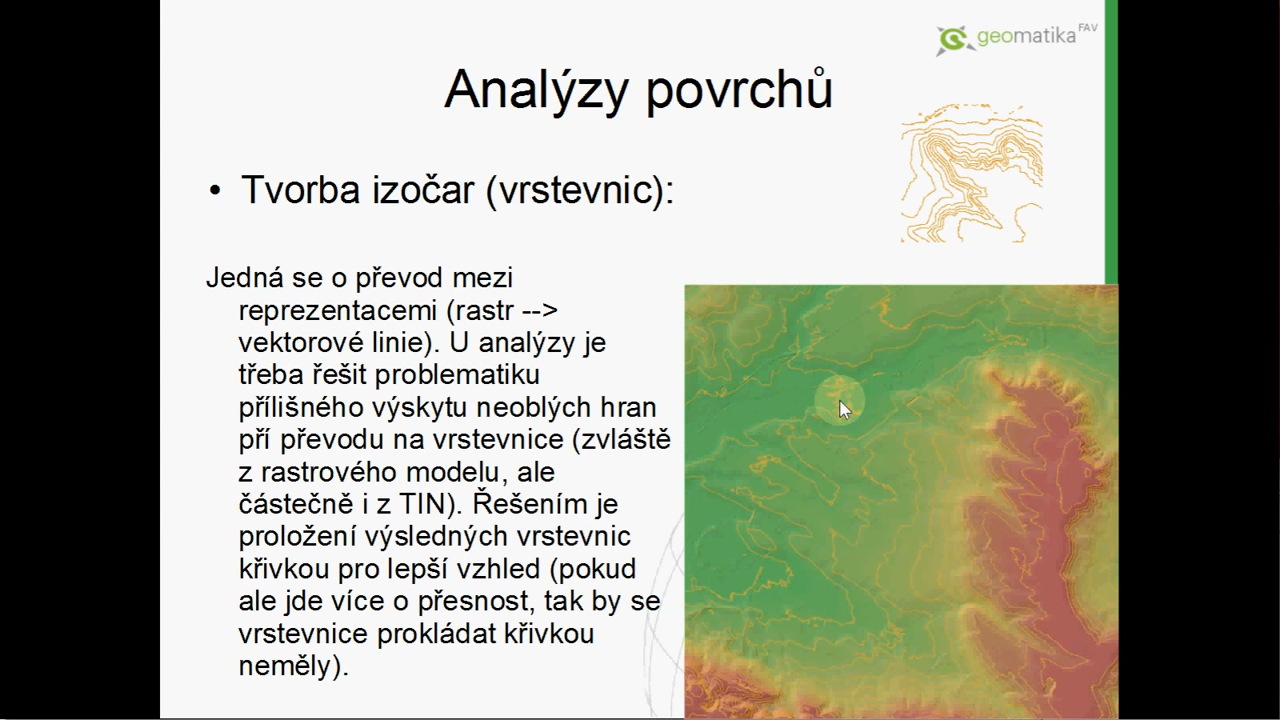 geomatika FAV
Analýzy povrchů
• Tvorba izočar (vrstevnic):
Jedná se o převod mezi
reprezentacemi (rastr -->
vektorové linie). U analýzy je
třeba řešit problematiku
přílišného výskytu neoblých hran
pří převodu na vrstevnice (zvláště
z rastrového modelu, ale
částečně i z TIN). Řešením je
proložení výsledných vrstevnic
křivkou pro lepší vzhled (pokud
ale jde více o přesnost, tak by se
vrstevnice prokládat křivkou
neměly).